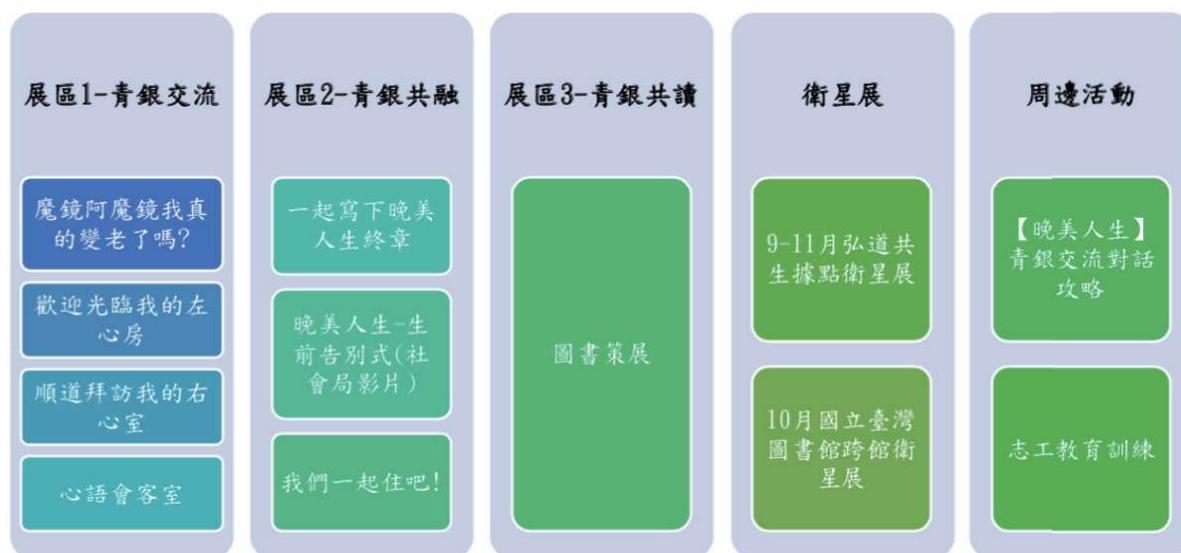 展區1-青銀交流
魔鏡阿魔鏡我真
的變老了嗎?
歡迎光臨我的左
心房
順道拜訪我的右
心室
心語會客室
展區2-青銀共融
一起寫下晚美
人生終章
晚美人生-生
前告別式(社
會局影片)
我們一起住吧!
展區3-青銀共讀
圖書策展
衛星展
9-11月弘道共
生據點衛星展
10月國立臺灣
圖書館跨館衛
星展
周邊活動
【晚美人生】
青銀交流對話
攻略
志工教育訓練